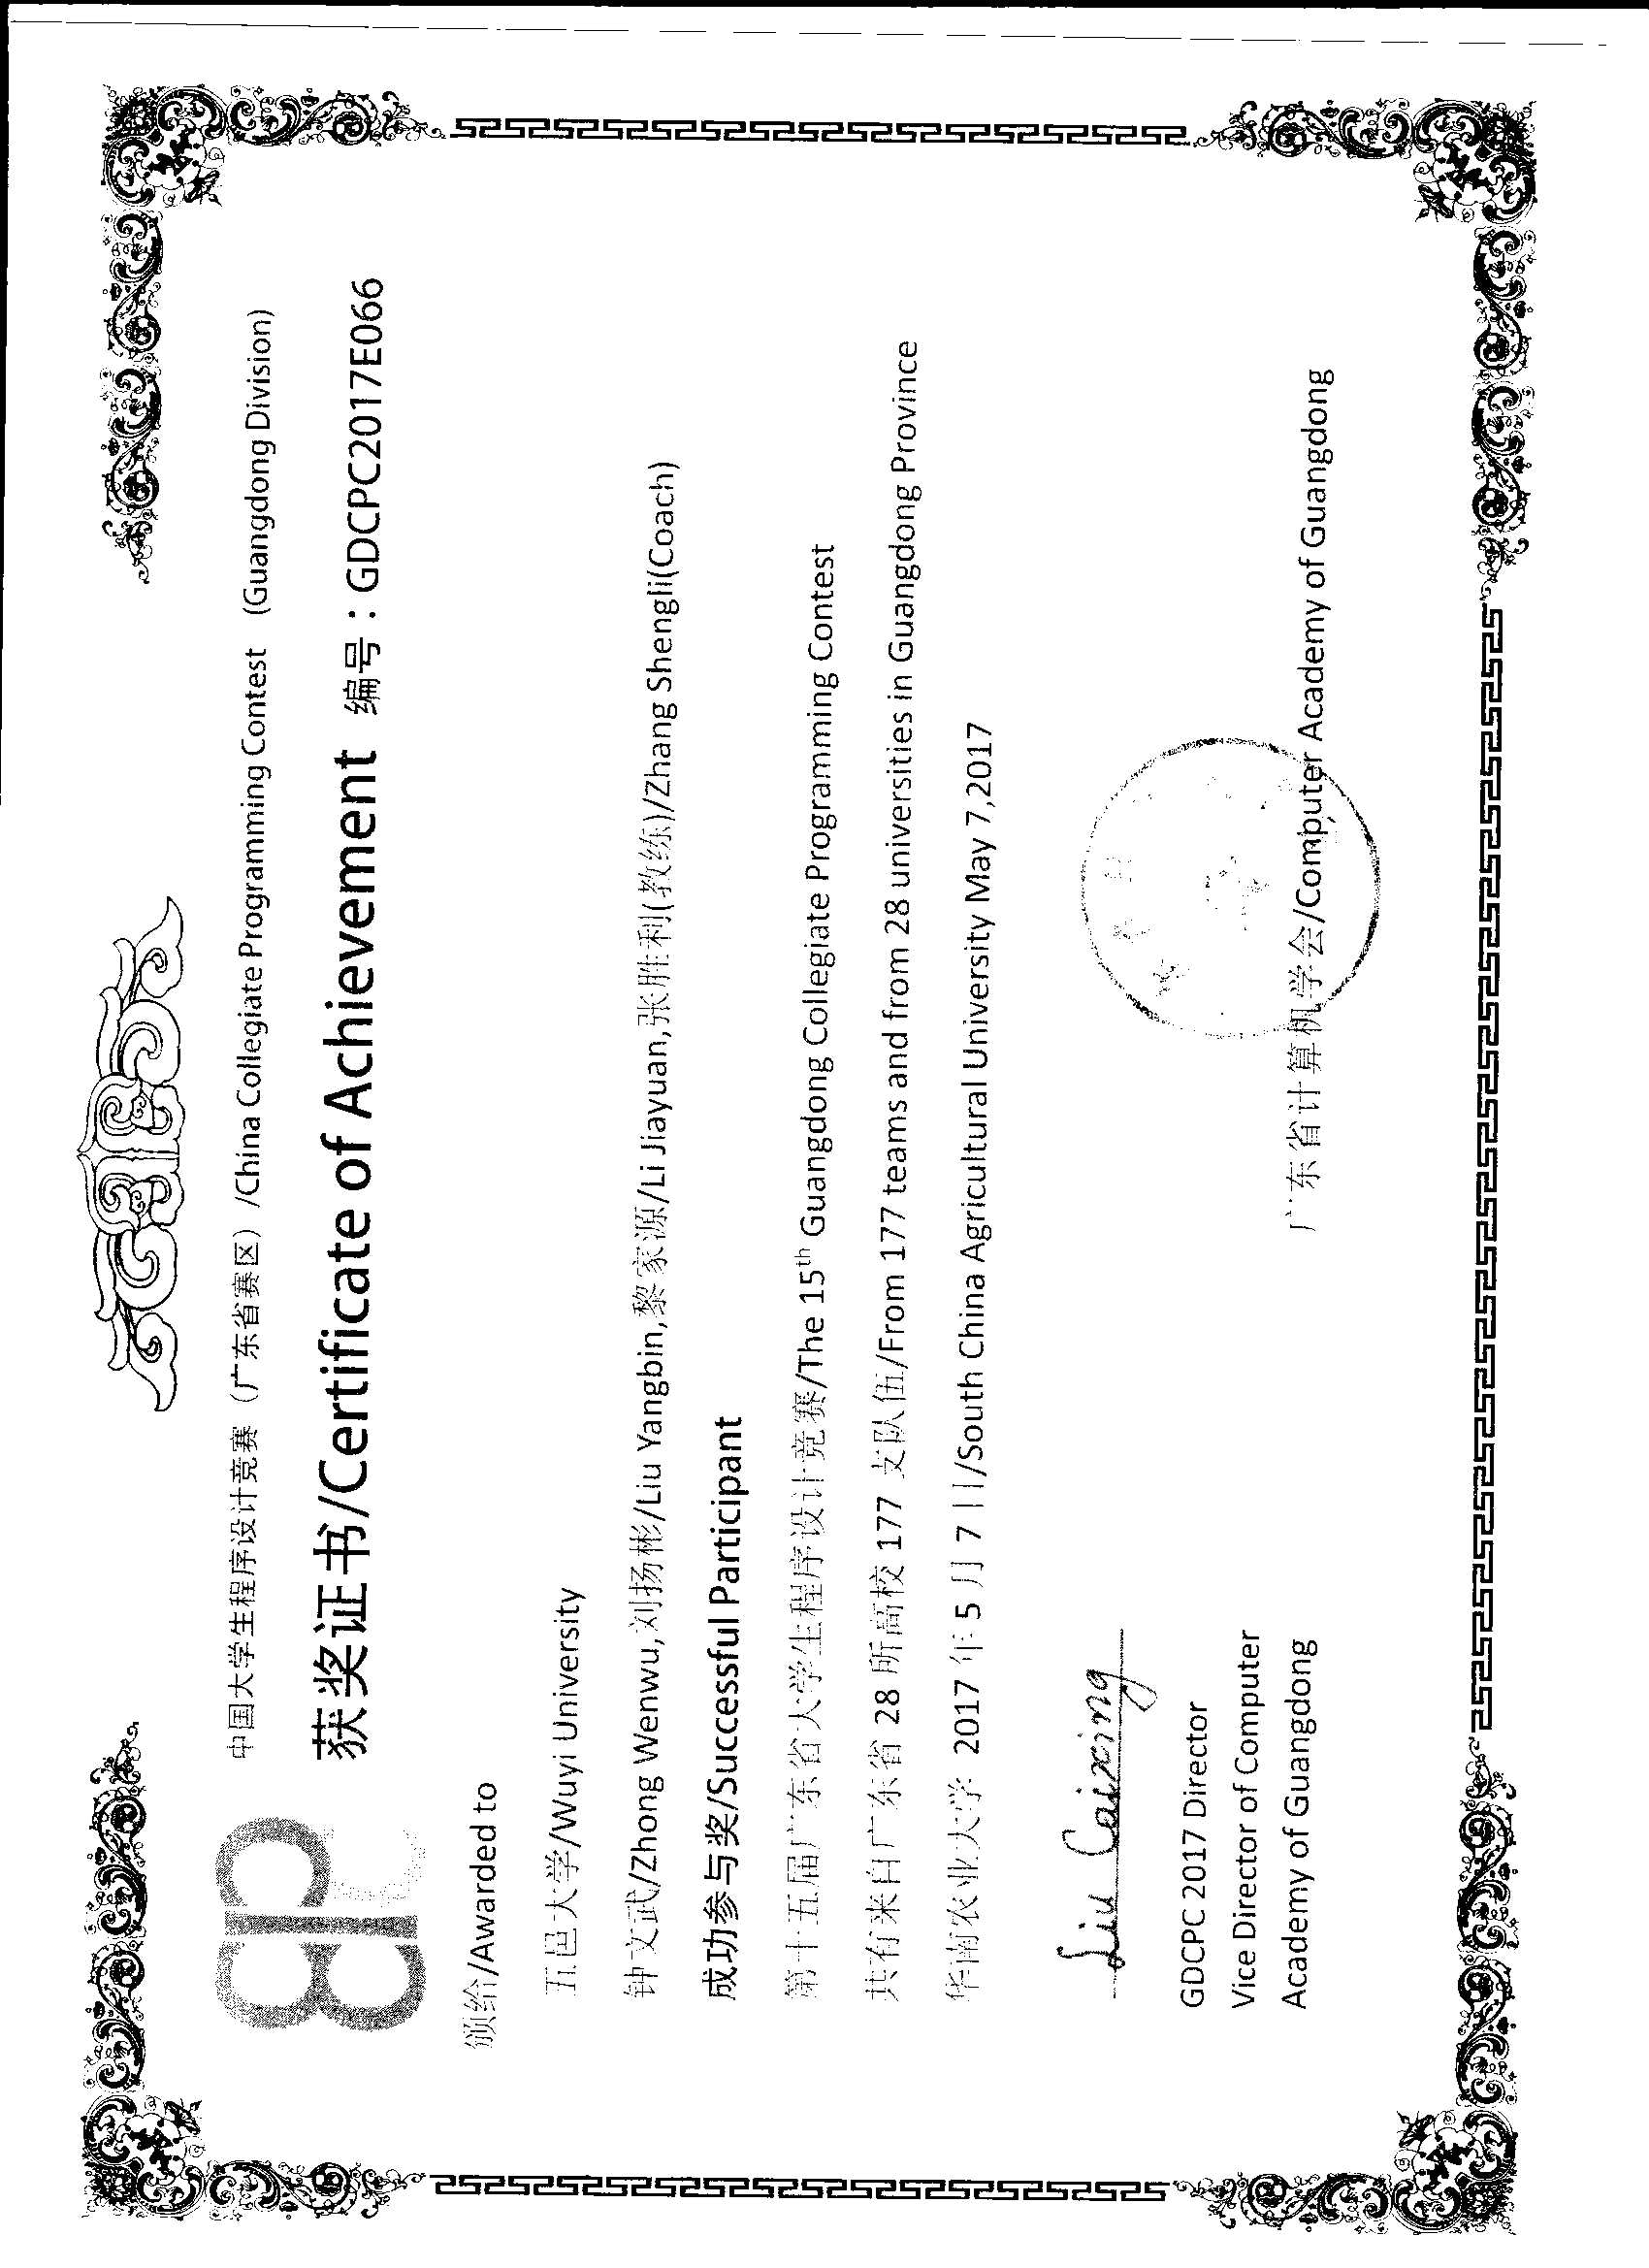 中国大学生程序设计竞赛（广东省赛区）/China Collegiate Programming Contest (Guangdong Division)
获奖证书/Certificate of Achievement 编号：GDCPC2017E066
颁给/Awarded to
五邑大学/Wuyi University
钟文武/Zhong Wenwu,刘扬彬/Liu Yangbin,黎家源/Li Jiayuan,张胜利(教练)/Zhang Shengli(Coach)
成功参与奖/Successful Participant
第十五届广东省大学生程序设计竞赛/The 15th Guangdong Collegiate Programming Contest
共有来自广东省 28 所高校 177 支队伍/From 177 teams and from 28 universities in Guangdong Province
华南农业大学 2017 年 5 月 7 日/South China Agricultural University May 7,2017
Liu Caixing
GDCPC 2017 Director
Vice Director of Computer
Academy of Guangdong
广东省计算机学会/Computer Academy of Guangdong